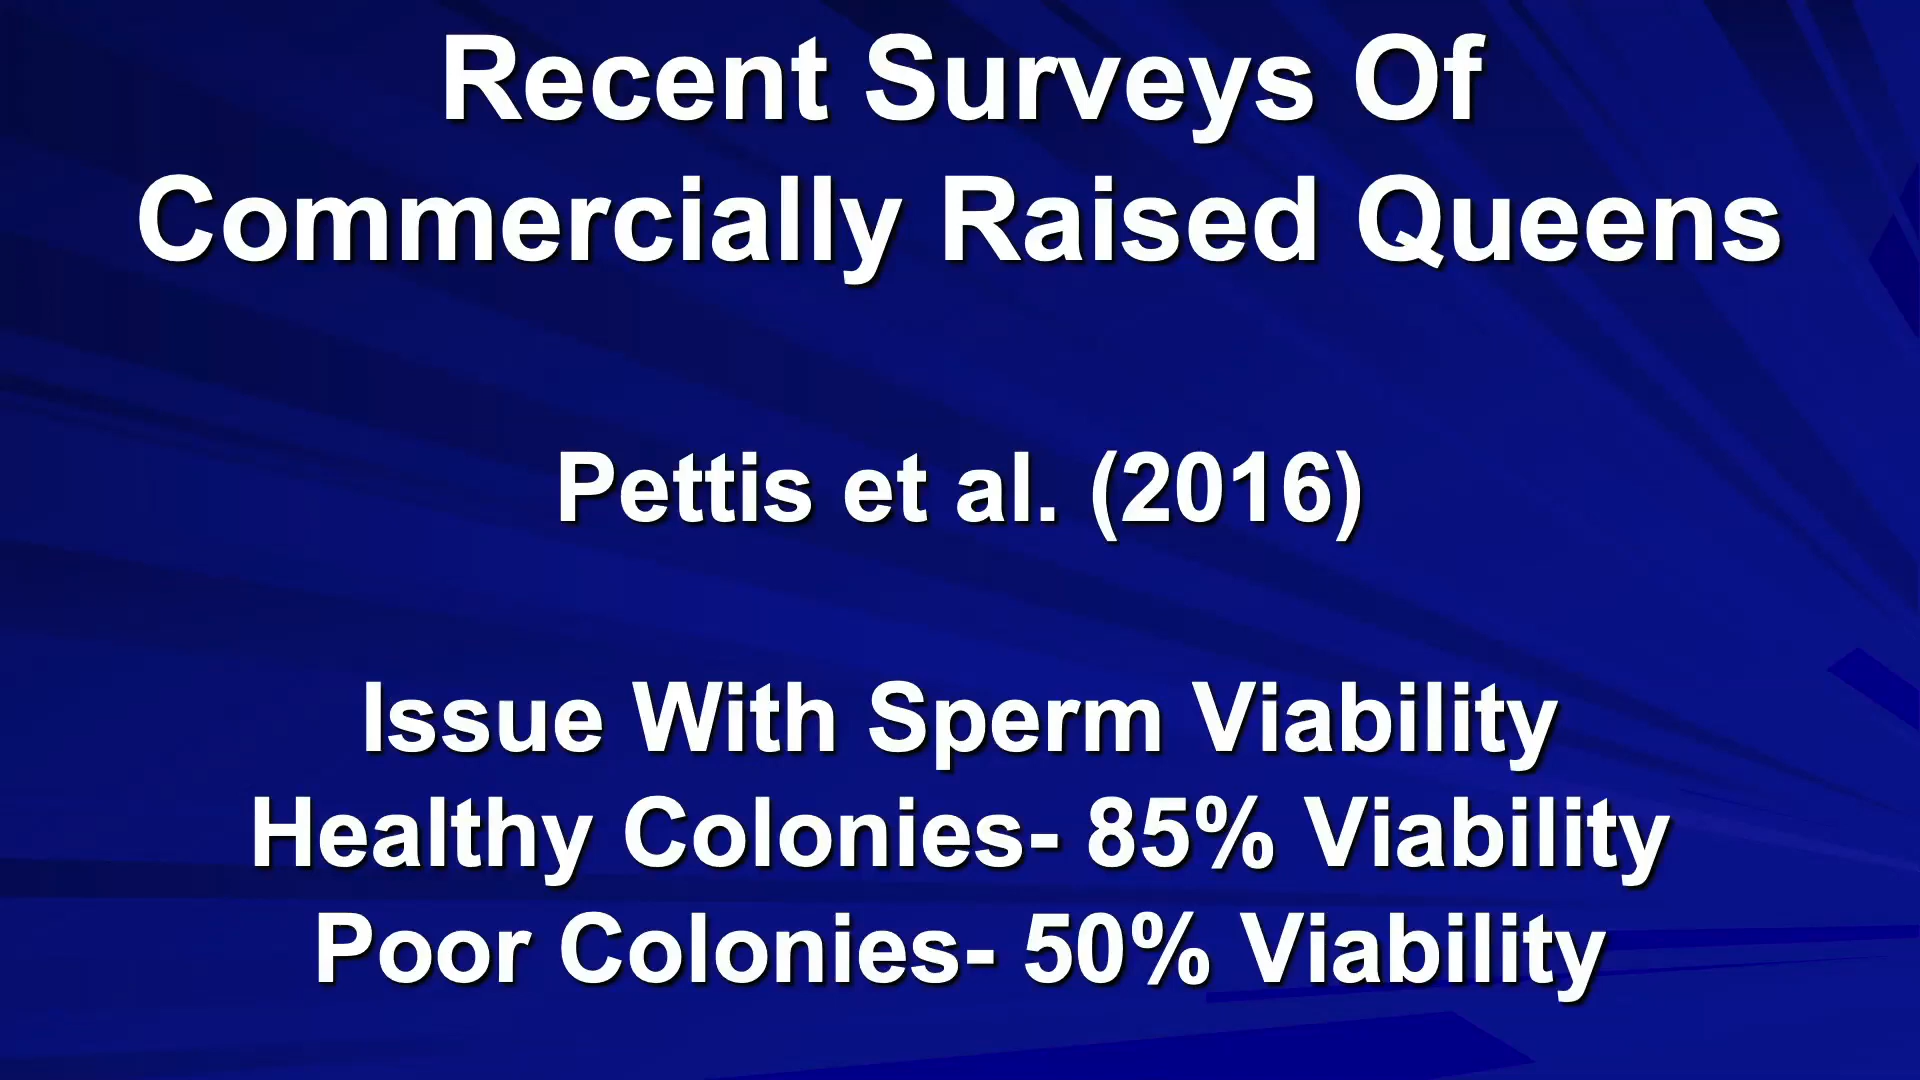 Recent Surveys Of
Commercially Raised Queens
Pettis et al. (2016)
Issue With Sperm Viability
Healthy Colonies- 85% Viability
Poor Colonies- 50% Viability